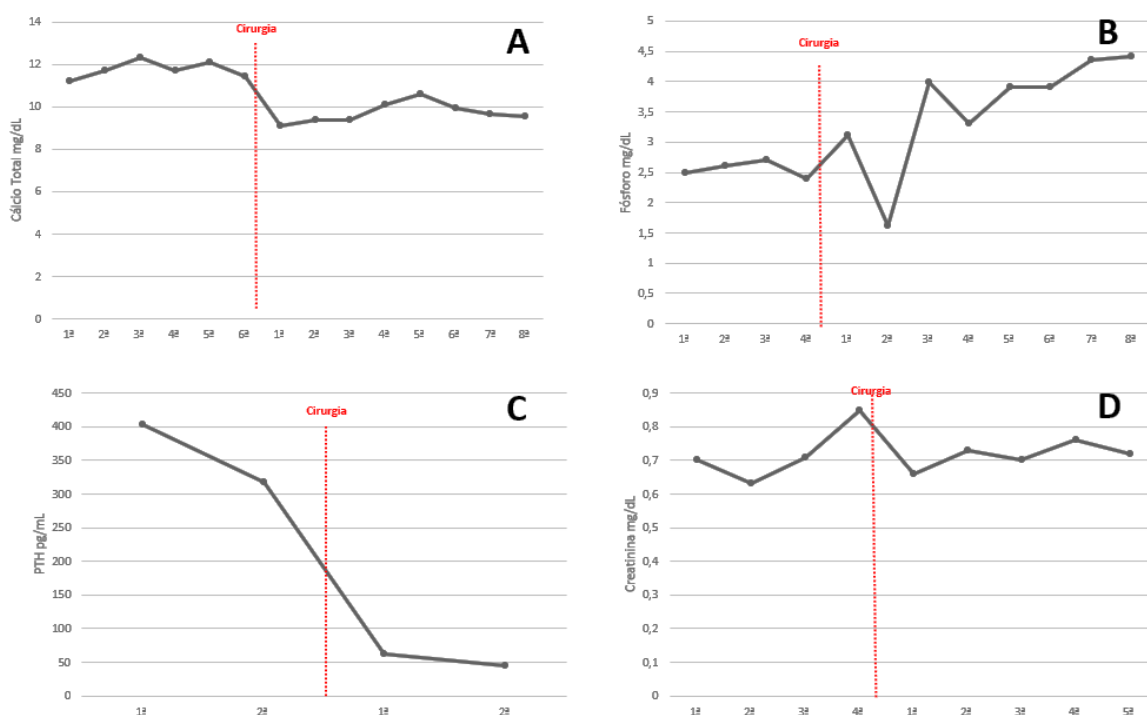 A
Cirurgia
Cálcio Total mg/dL
14
12
10
8
6
4
2
0
1ª 2ª 3ª 4ª 5ª 6ª 1ª 2ª 3ª 4ª 5ª 6ª 7ª 8ª
B
Cirurgia
Fósforo mg/dL
5
4,5
4
3,5
3
2,5
2
1,5
1
0,5
0
1ª 2ª 3ª 4ª 1ª 2ª 3ª 4ª 5ª 6ª 7ª 8ª
C
Cirurgia
PTH pg/mL
450
400
350
300
250
200
150
100
50
0
1ª 2ª 1ª 2ª
D
Cirurgia
Creatinina mg/dL
0,9
0,8
0,7
0,6
0,5
0,4
0,3
0,2
0,1
0
1ª 2ª 3ª 4ª 1ª 2ª 3ª 4ª 5ª